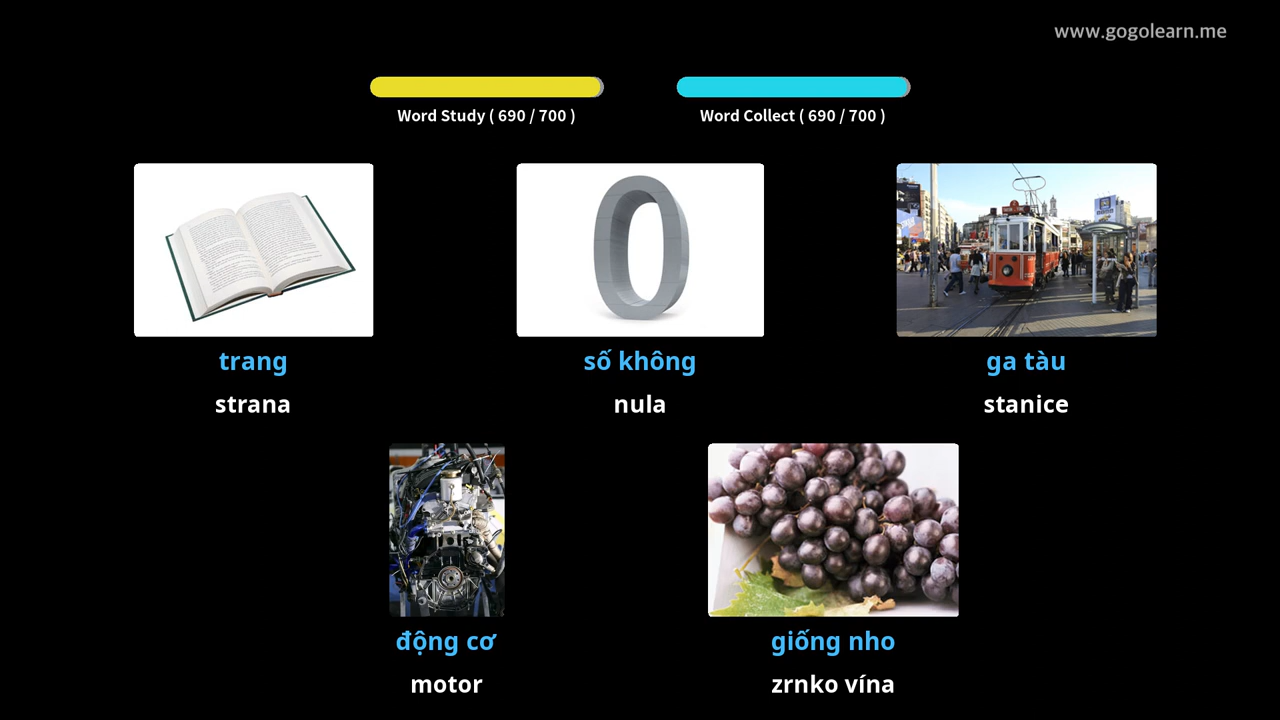 www.gogolearn.me
Word Study ( 690 / 700 )
Word Collect ( 690 / 700 )
trang
số không
ga tàu
strana
nula
stanice
động cơ
giống nho
motor
zrnko vína